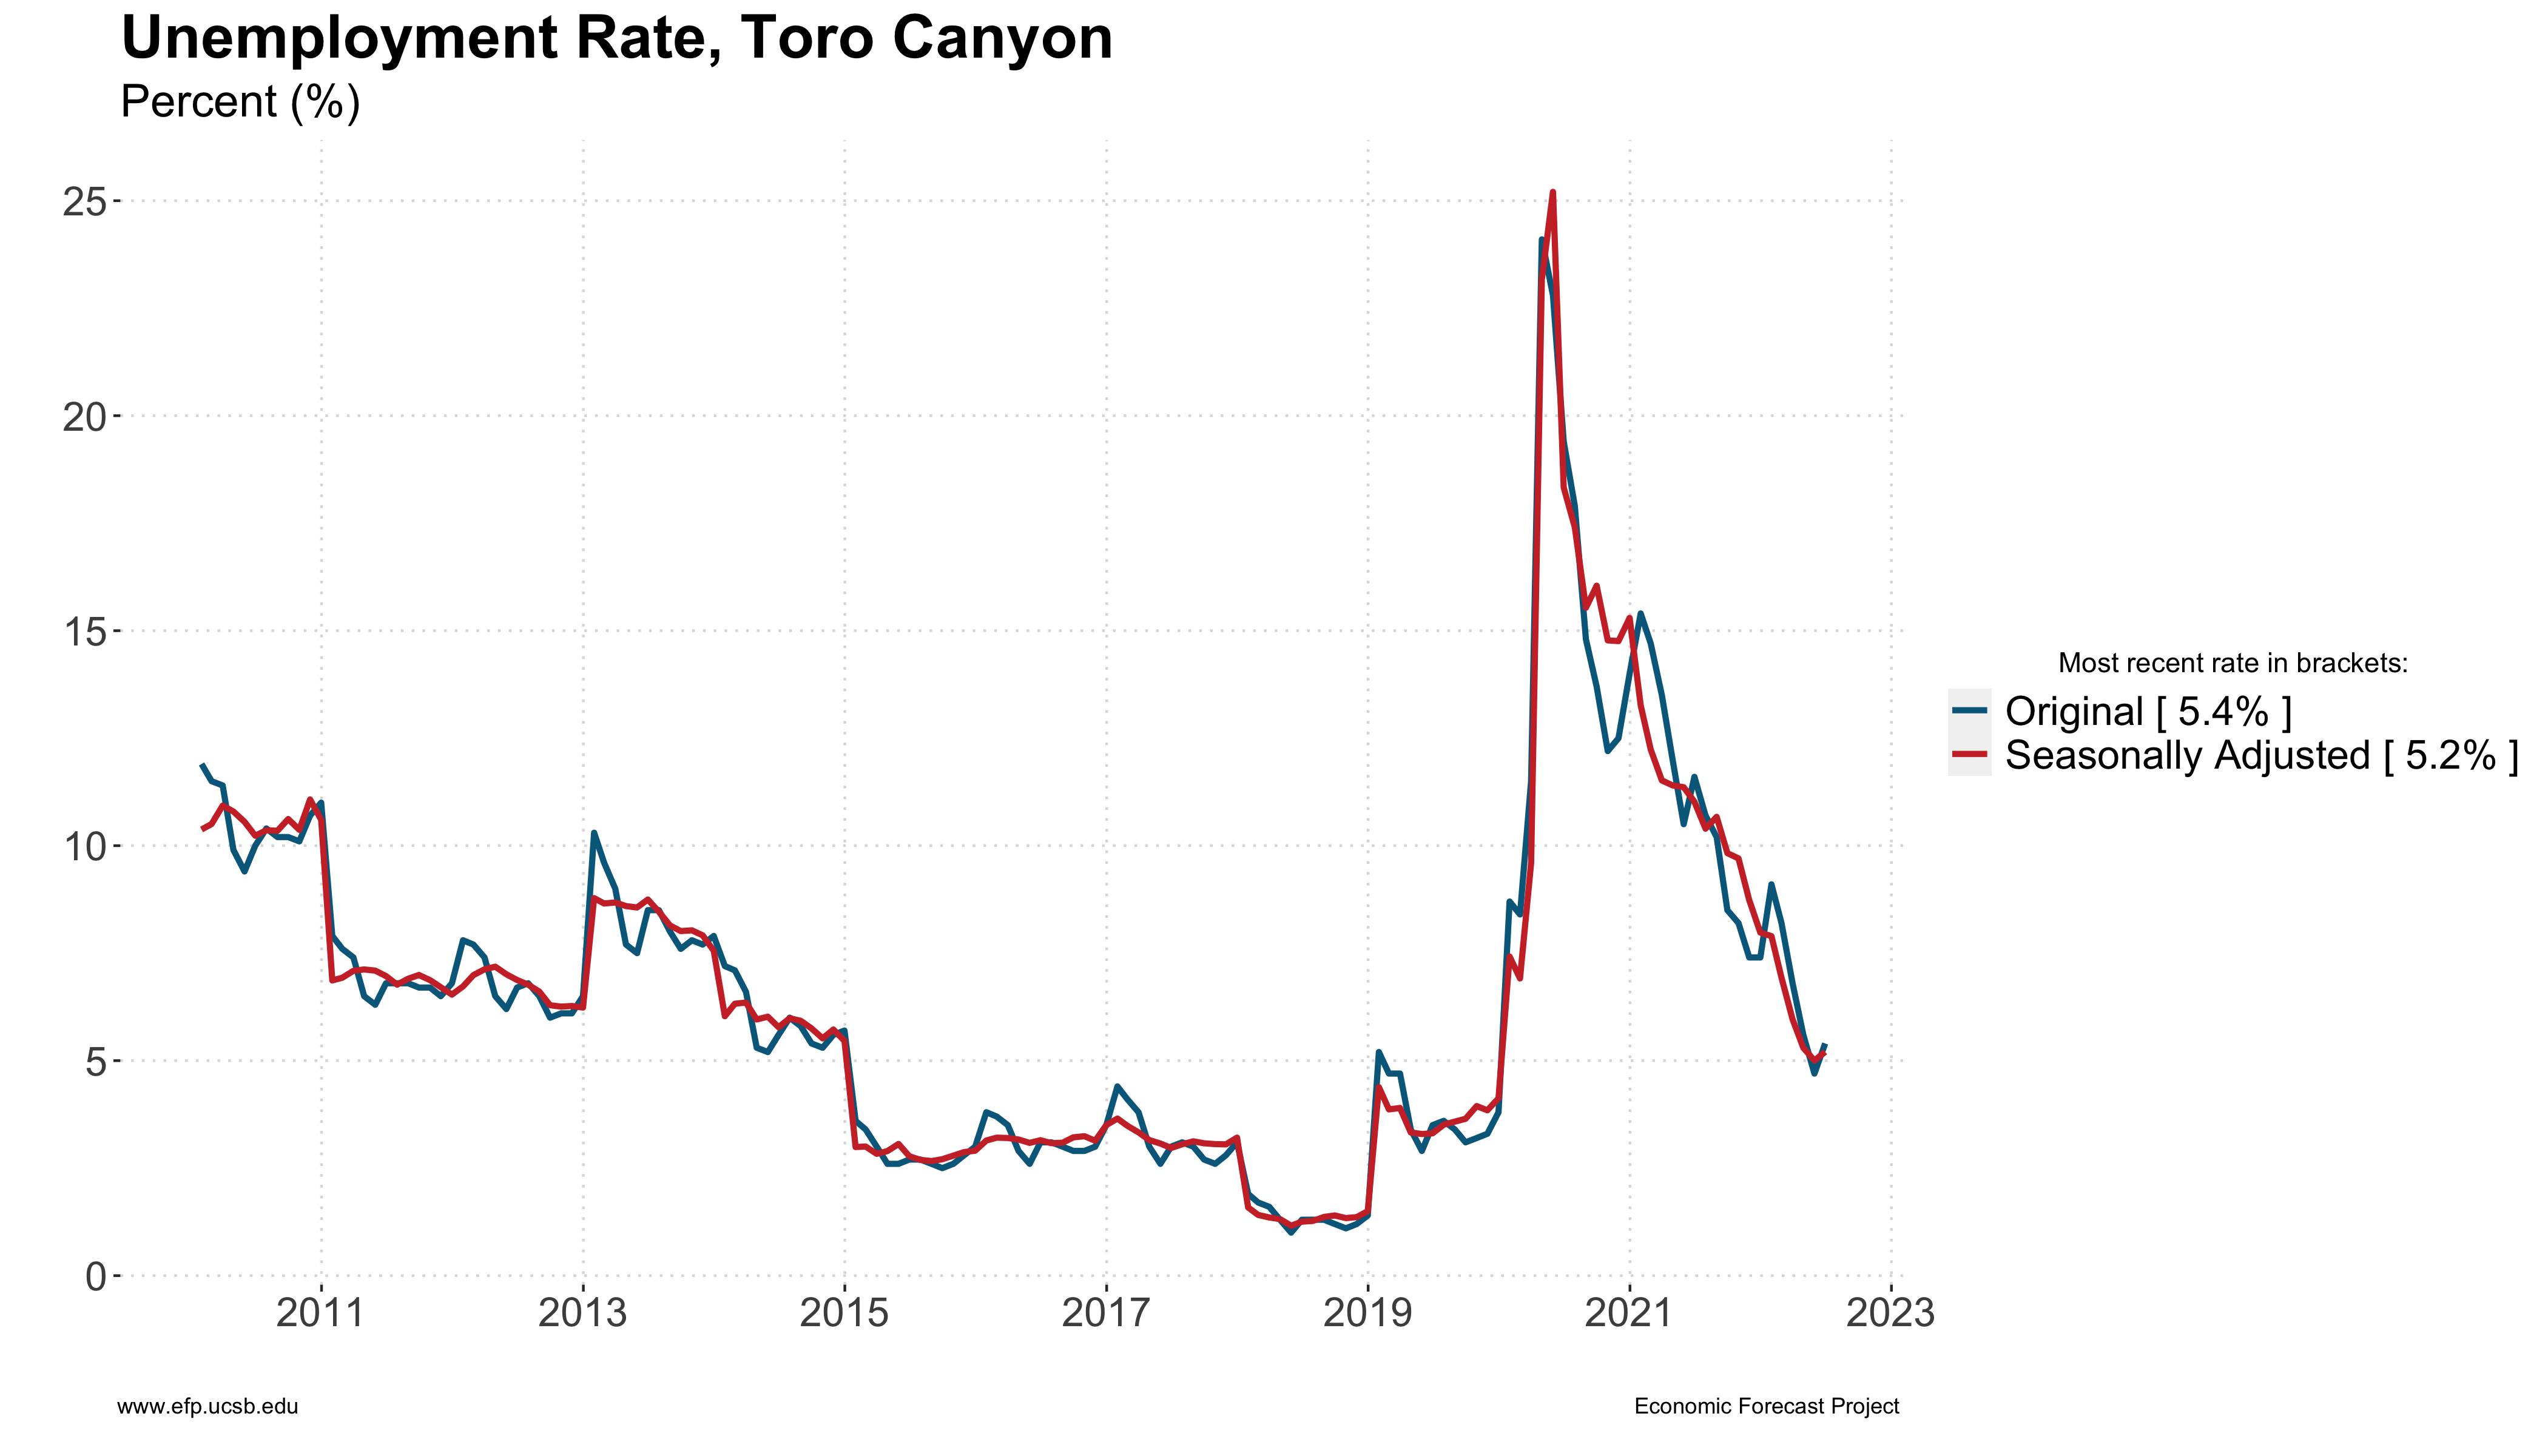 Unemployment Rate, Toro Canyon
Percent (%)
25
20
15
10
5
0
2011 2013 2015 2017 2019 2021 2023
Most recent rate in brackets:
Original [ 5.4% ]
Seasonally Adjusted [ 5.2% ]
www.efp.ucsb.edu
Economic Forecast Project